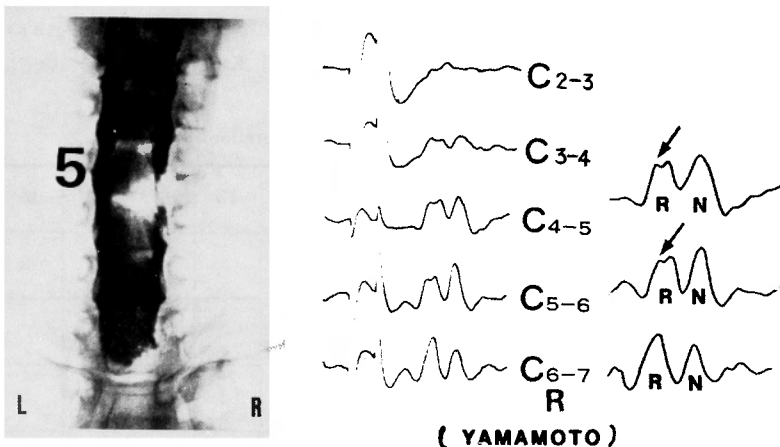 5
L R
C2-3
C3-4
C4-5
C5-6
C6-7
R
( YAMAMOTO )
R N
R N
R N